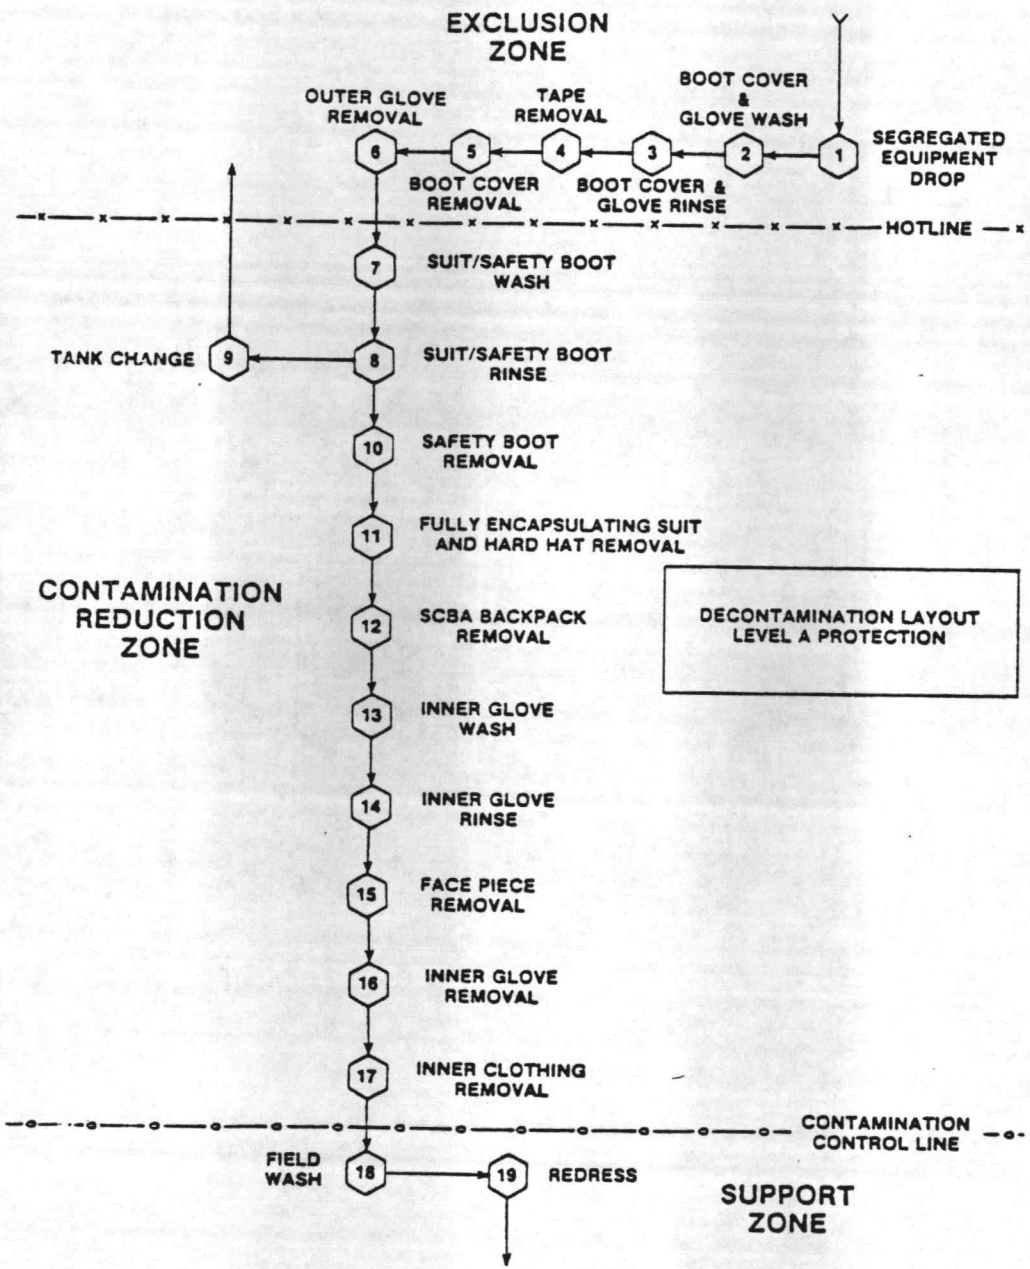 EXCLUSION
ZONE
BOOT COVER
&
GLOVE WASH
OUTER GLOVE
REMOVAL
TAPE
REMOVAL
SEGREGATED
EQUIPMENT
DROP
6
5
4
3
2
1
BOOT COVER
REMOVAL
BOOT COVER &
GLOVE RINSE
HOTLINE
7
SUIT/SAFETY BOOT
WASH
TANK CHANGE
9
8
SUIT/SAFETY BOOT
RINSE
10
SAFETY BOOT
REMOVAL
11
FULLY ENCAPSULATING SUIT
AND HARD HAT REMOVAL
CONTAMINATION
REDUCTION
ZONE
12
SCBA BACKPACK
REMOVAL
DECONTAMINATION LAYOUT
LEVEL A PROTECTION
13
INNER GLOVE
WASH
14
INNER GLOVE
RINSE
15
FACE PIECE
REMOVAL
16
INNER GLOVE
REMOVAL
17
INNER CLOTHING
REMOVAL
CONTAMINATION
CONTROL LINE
FIELD
WASH
18
19
REDRESS
SUPPORT
ZONE